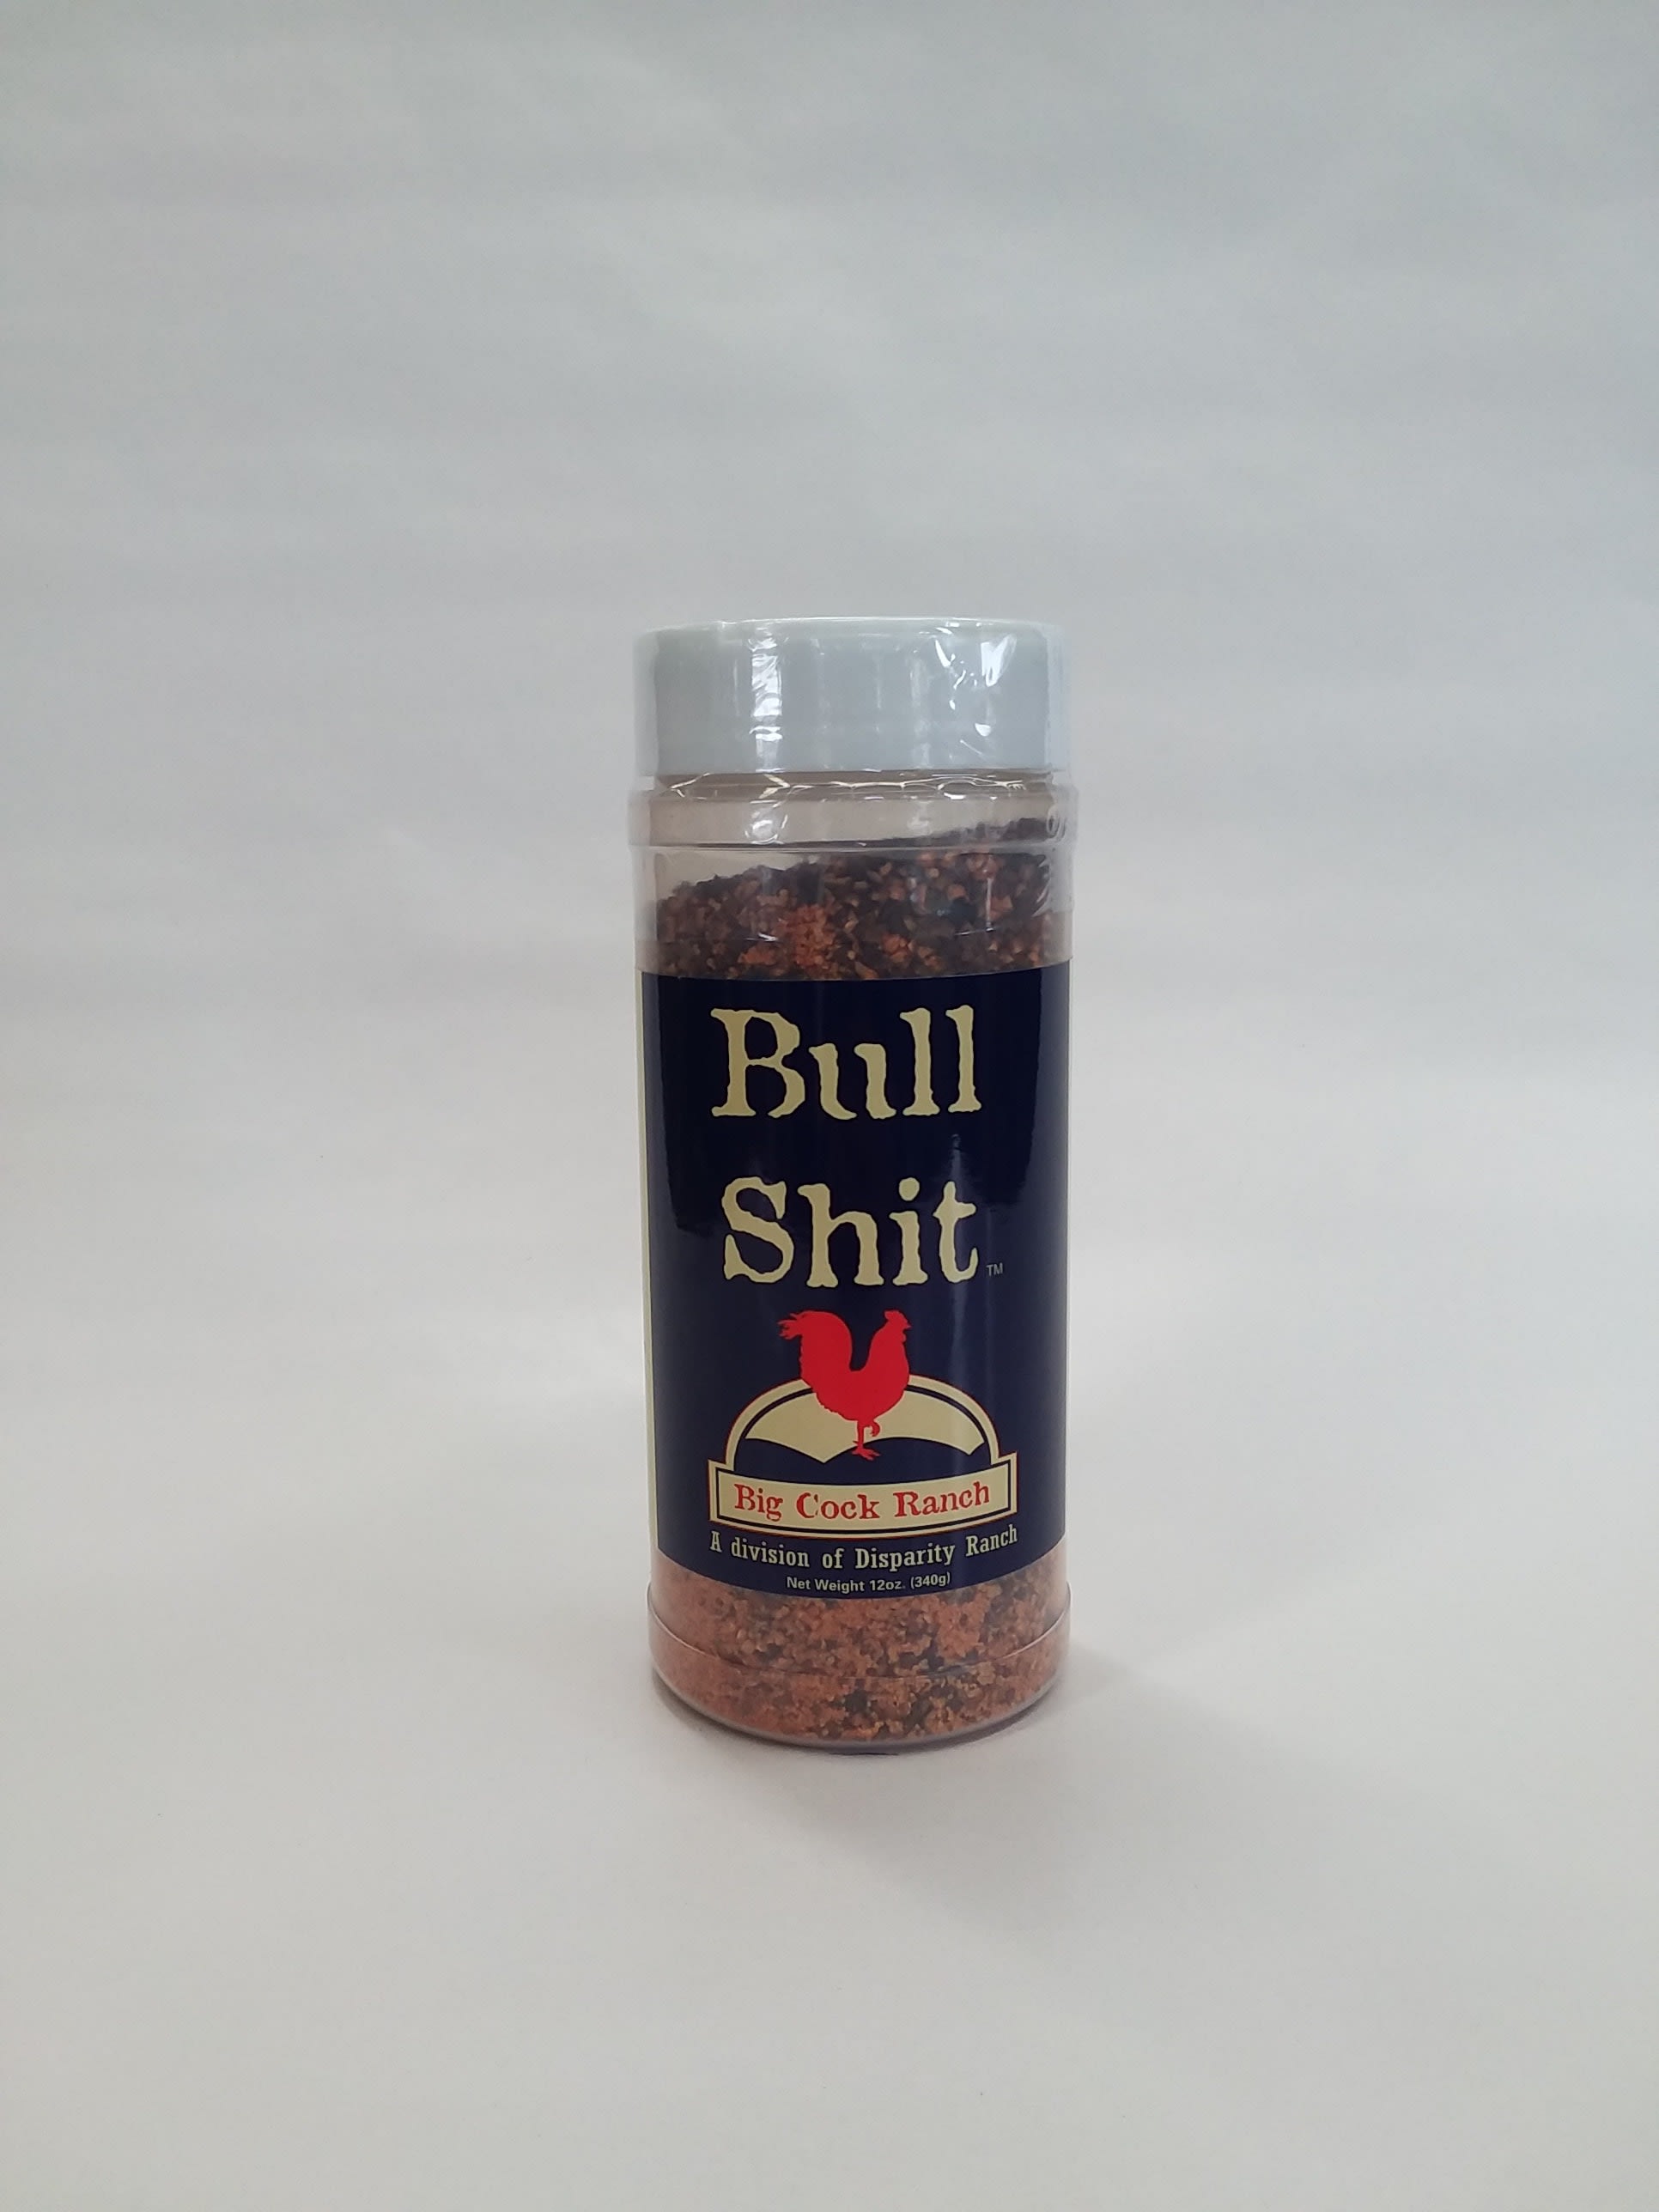 Bull
Shit™
Big Cock Ranch
A division of Disparity Ranch
Net Weight 12oz. (340g)